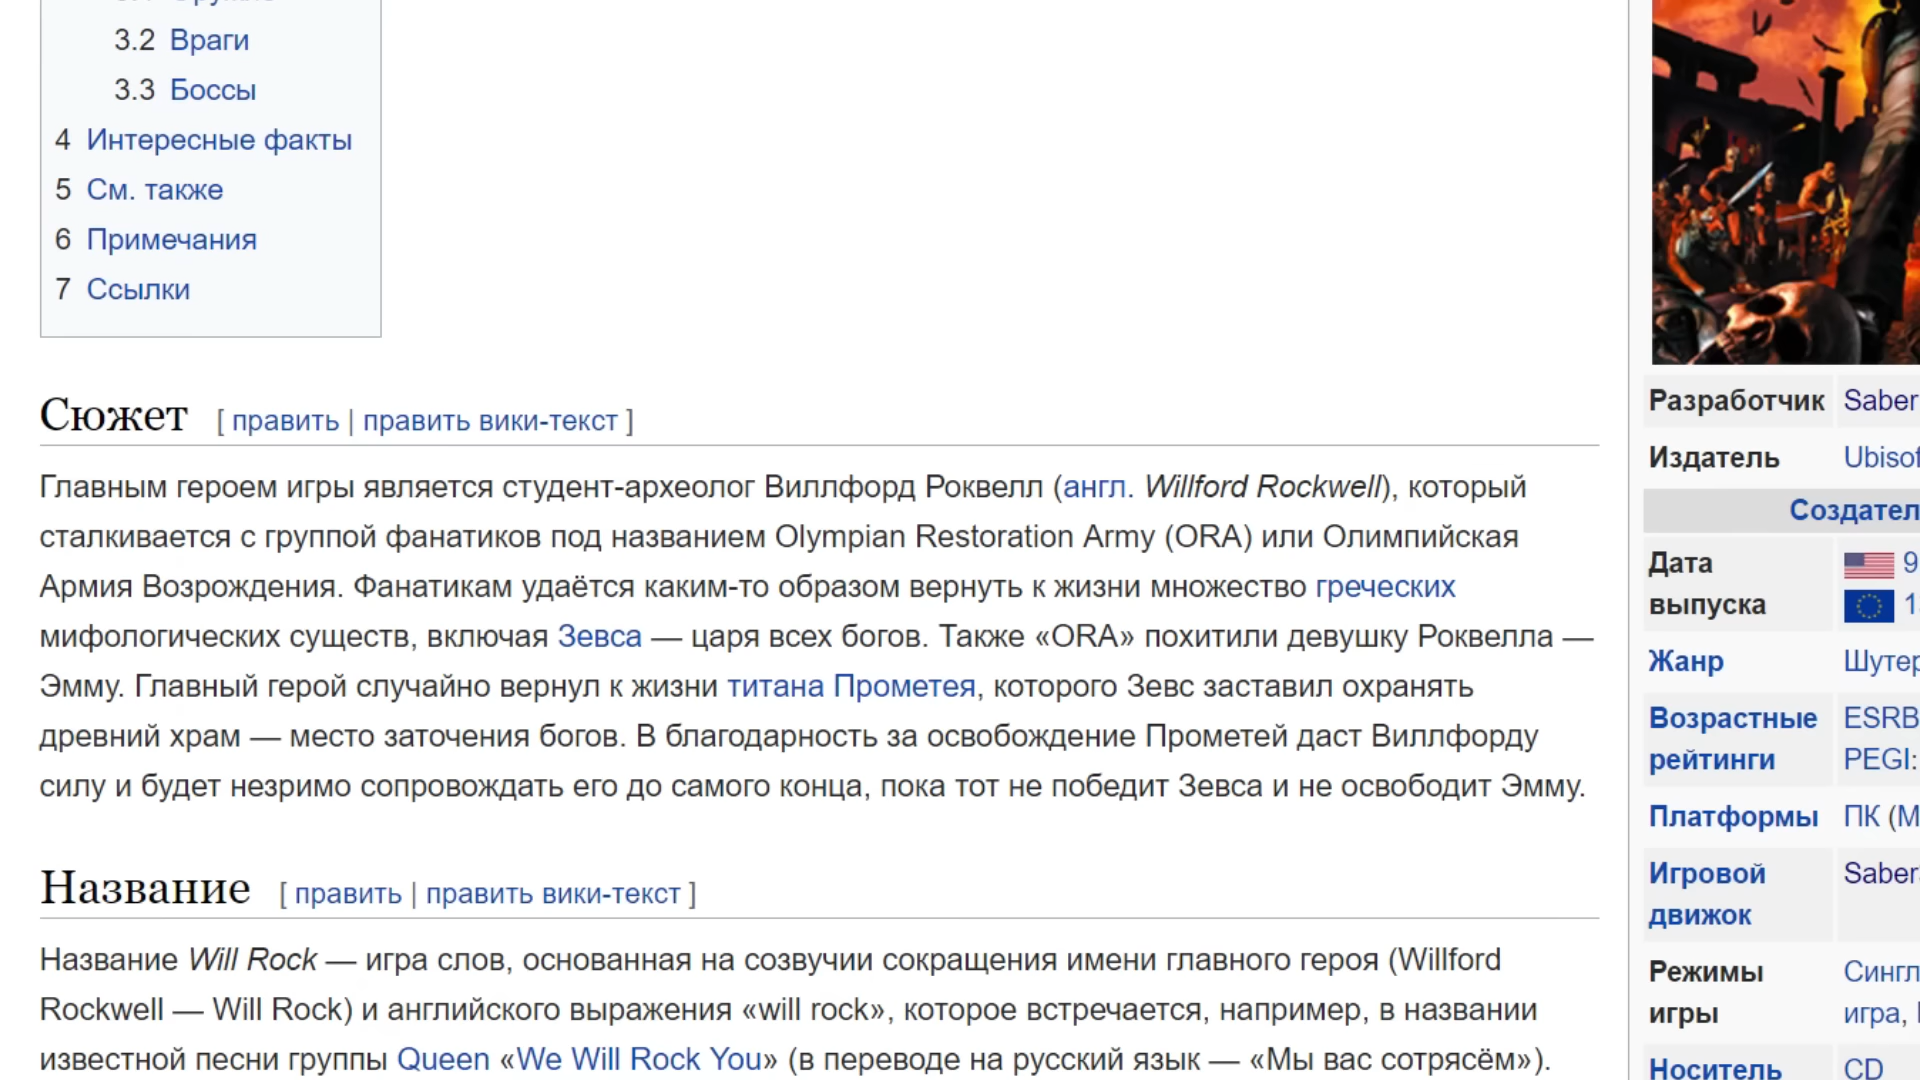 3.2 Враги
3.3 Боссы
4 Интересные факты
5 См. также
6 Примечания
7 Ссылки
Сюжет [ править | править вики-текст ]
Главным героем игры является студент-археолог Виллфорд Роквелл (англ. Willford Rockwell), который
сталкивается с группой фанатиков под названием Olympian Restoration Army (ORA) или Олимпийская
Армия Возрождения. Фанатикам удаётся каким-то образом вернуть к жизни множество греческих
мифологических существ, включая Зевса — царя всех богов. Также «ORA» похитили девушку Роквелла —
Эмму. Главный герой случайно вернул к жизни титана Прометея, которого Зевс заставил охранять
древний храм — место заточения богов. В благодарность за освобождение Прометей даст Виллфорду
силу и будет незримо сопровождать его до самого конца, пока тот не победит Зевса и не освободит Эмму.
Название [ править | править вики-текст ]
Название Will Rock — игра слов, основанная на созвучии сокращения имени главного героя (Willford
Rockwell — Will Rock) и английского выражения «will rock», которое встречается, например, в названии
известной песни группы Queen «We Will Rock You» (в переводе на русский язык — «Мы вас сотрясём»).
Разработчик Saber
Издатель Ubisof
Создател
Дата 9
выпуска 1
Жанр Шутер
Возрастные ESRB
рейтинги PEGI:
Платформы ПК (M
Игровой Saber
движок
Режимы Сингл
игры игра,
Носитель CD